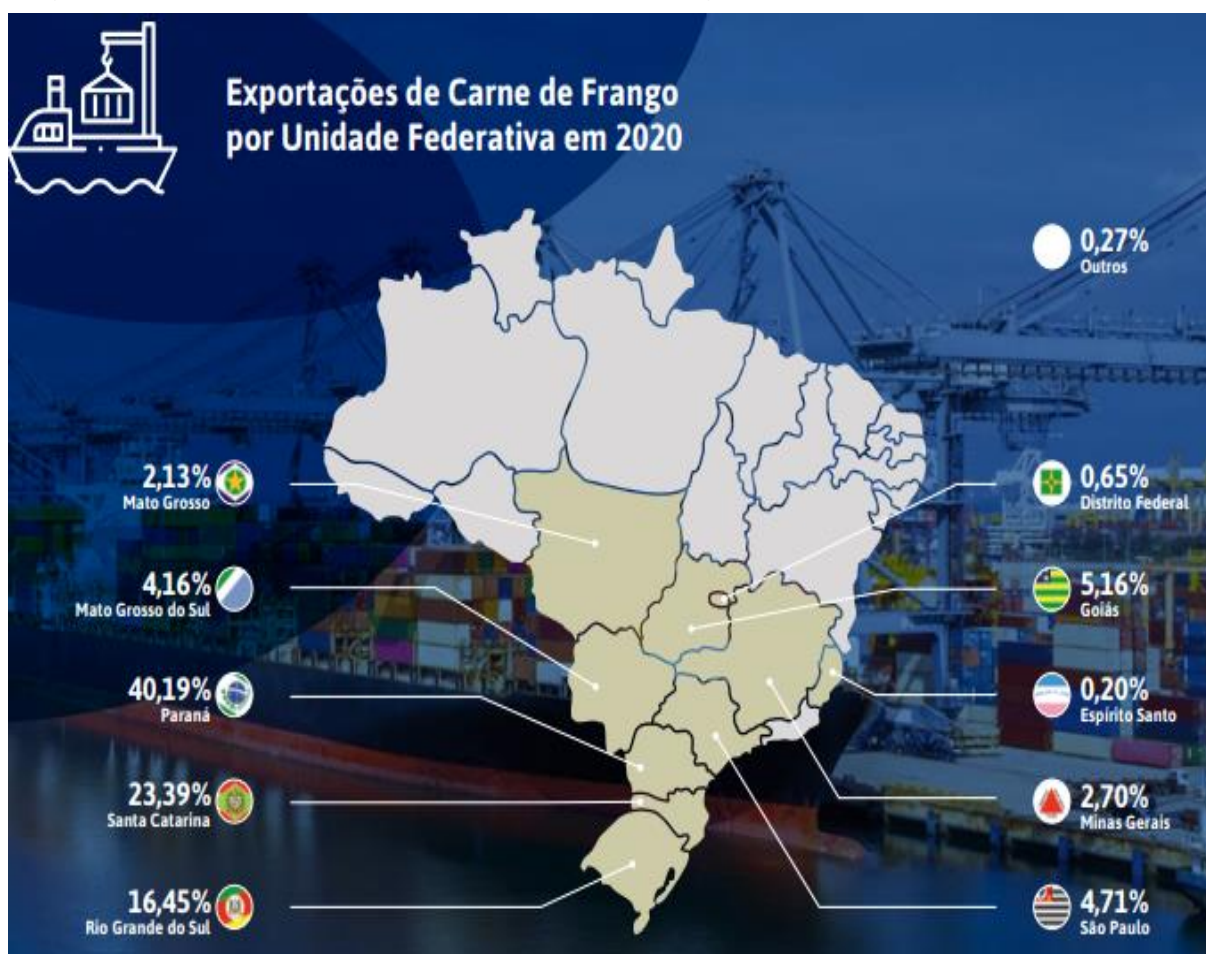 Exportações de Carne de Frango
por Unidade Federativa em 2020
0,27%
Outros
2,13%
Mato Grosso
0,65%
Distrito Federal
4,16%
Mato Grosso do Sul
5,16%
Goiás
40,19%
Paraná
0,20%
Espírito Santo
23,39%
Santa Catarina
2,70%
Minas Gerais
16,45%
Rio Grande do Sul
4,71%
São Paulo